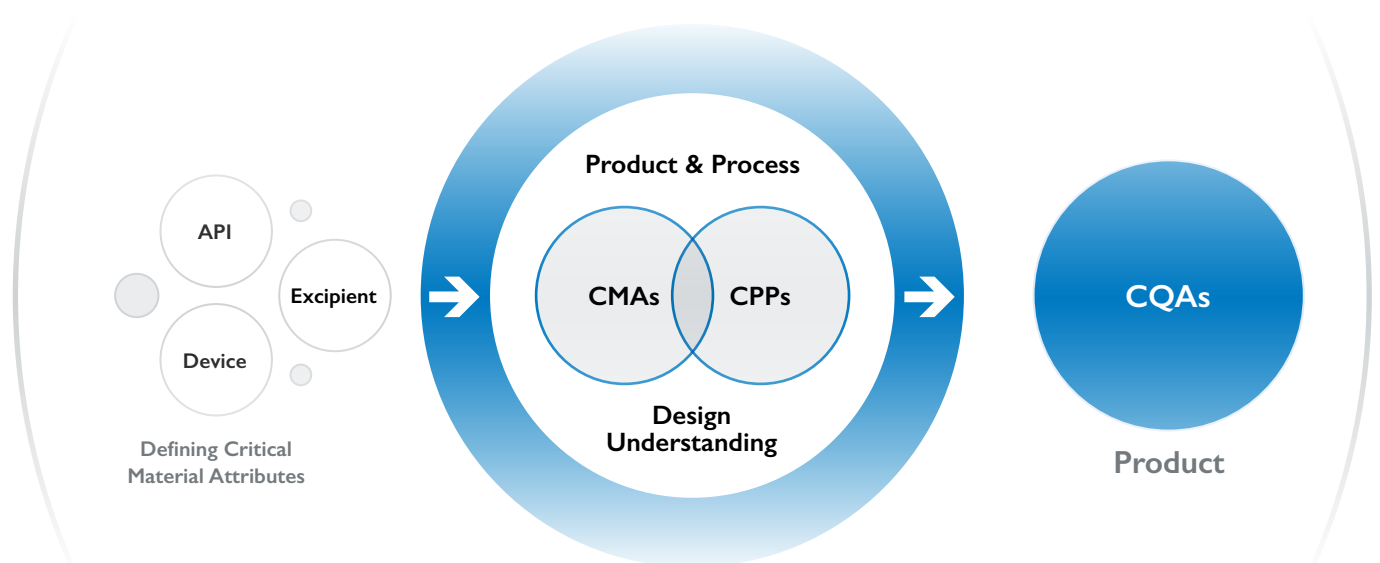 API
Excipient
Device
Defining Critical
Material Attributes
Product & Process
CMAs
CPPs
Design
Understanding
CQAs
Product